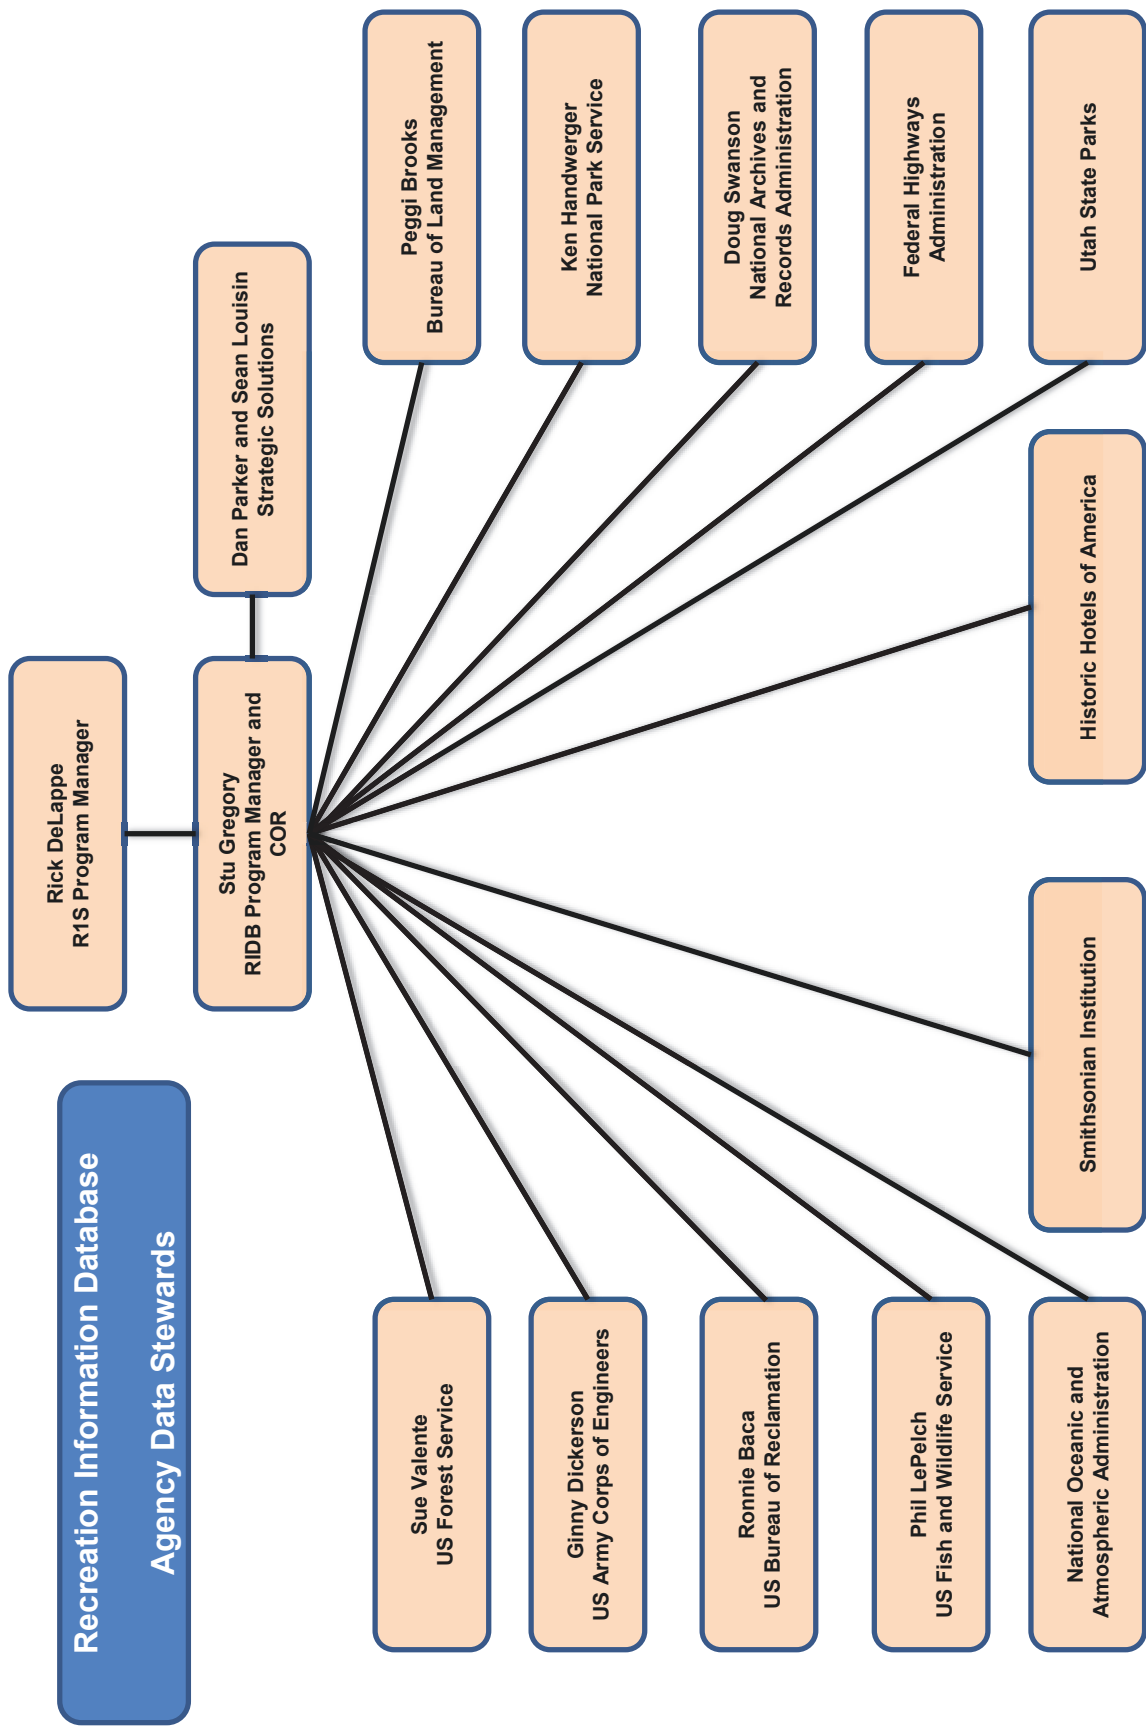 Recreation Information Database
Agency Data Stewards
Rick DeLappe
R1S Program Manager
Stu Gregory
RIDB Program Manager and
COR
Dan Parker and Sean Louisin
Strategic Solutions
Sue Valente
US Forest Service
Ginny Dickerson
US Army Corps of Engineers
Ronnie Baca
US Bureau of Reclamation
Phil LePelch
US Fish and Wildlife Service
National Oceanic and
Atmospheric Administration
Smithsonian Institution
Historic Hotels of America
Peggi Brooks
Bureau of Land Management
Ken Handwerger
National Park Service
Doug Swanson
National Archives and
Records Administration
Federal Highways
Administration
Utah State Parks